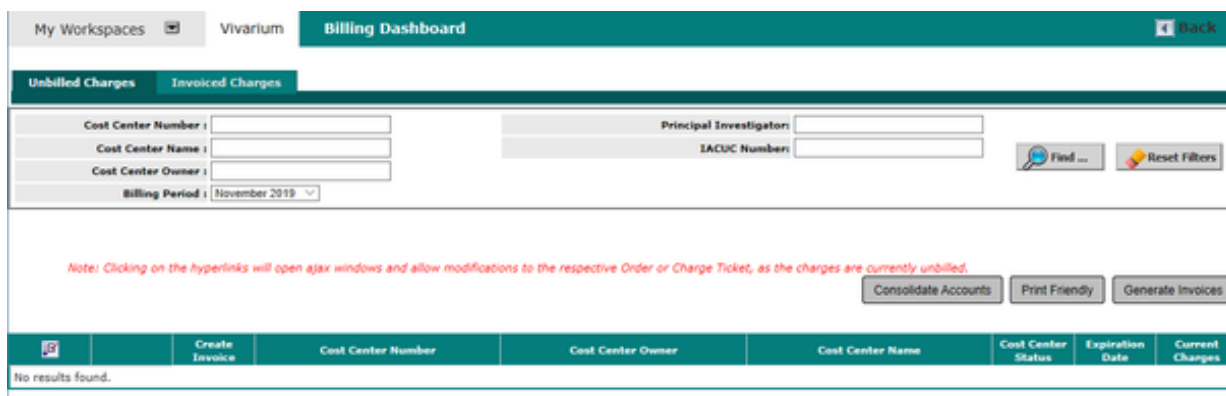 My Workspaces Vivarium Billing Dashboard Back
Unbilled Charges Invoiced Charges
Cost Center Number : Principal Investigator:
Cost Center Name : IACUC Number:
Find ... Reset Filters
Cost Center Owner :
Billing Period : November 2019
Note: Clicking on the hyperlinks will open ajax windows and allow modifications to the respective Order or Charge Ticket, as the charges are currently unbilled.
Consolidate Accounts Print Friendly Generate Invoices
Create Invoice Cost Center Number Cost Center Owner Cost Center Name Cost Center Status Expiration Date Current Charges
No results found.